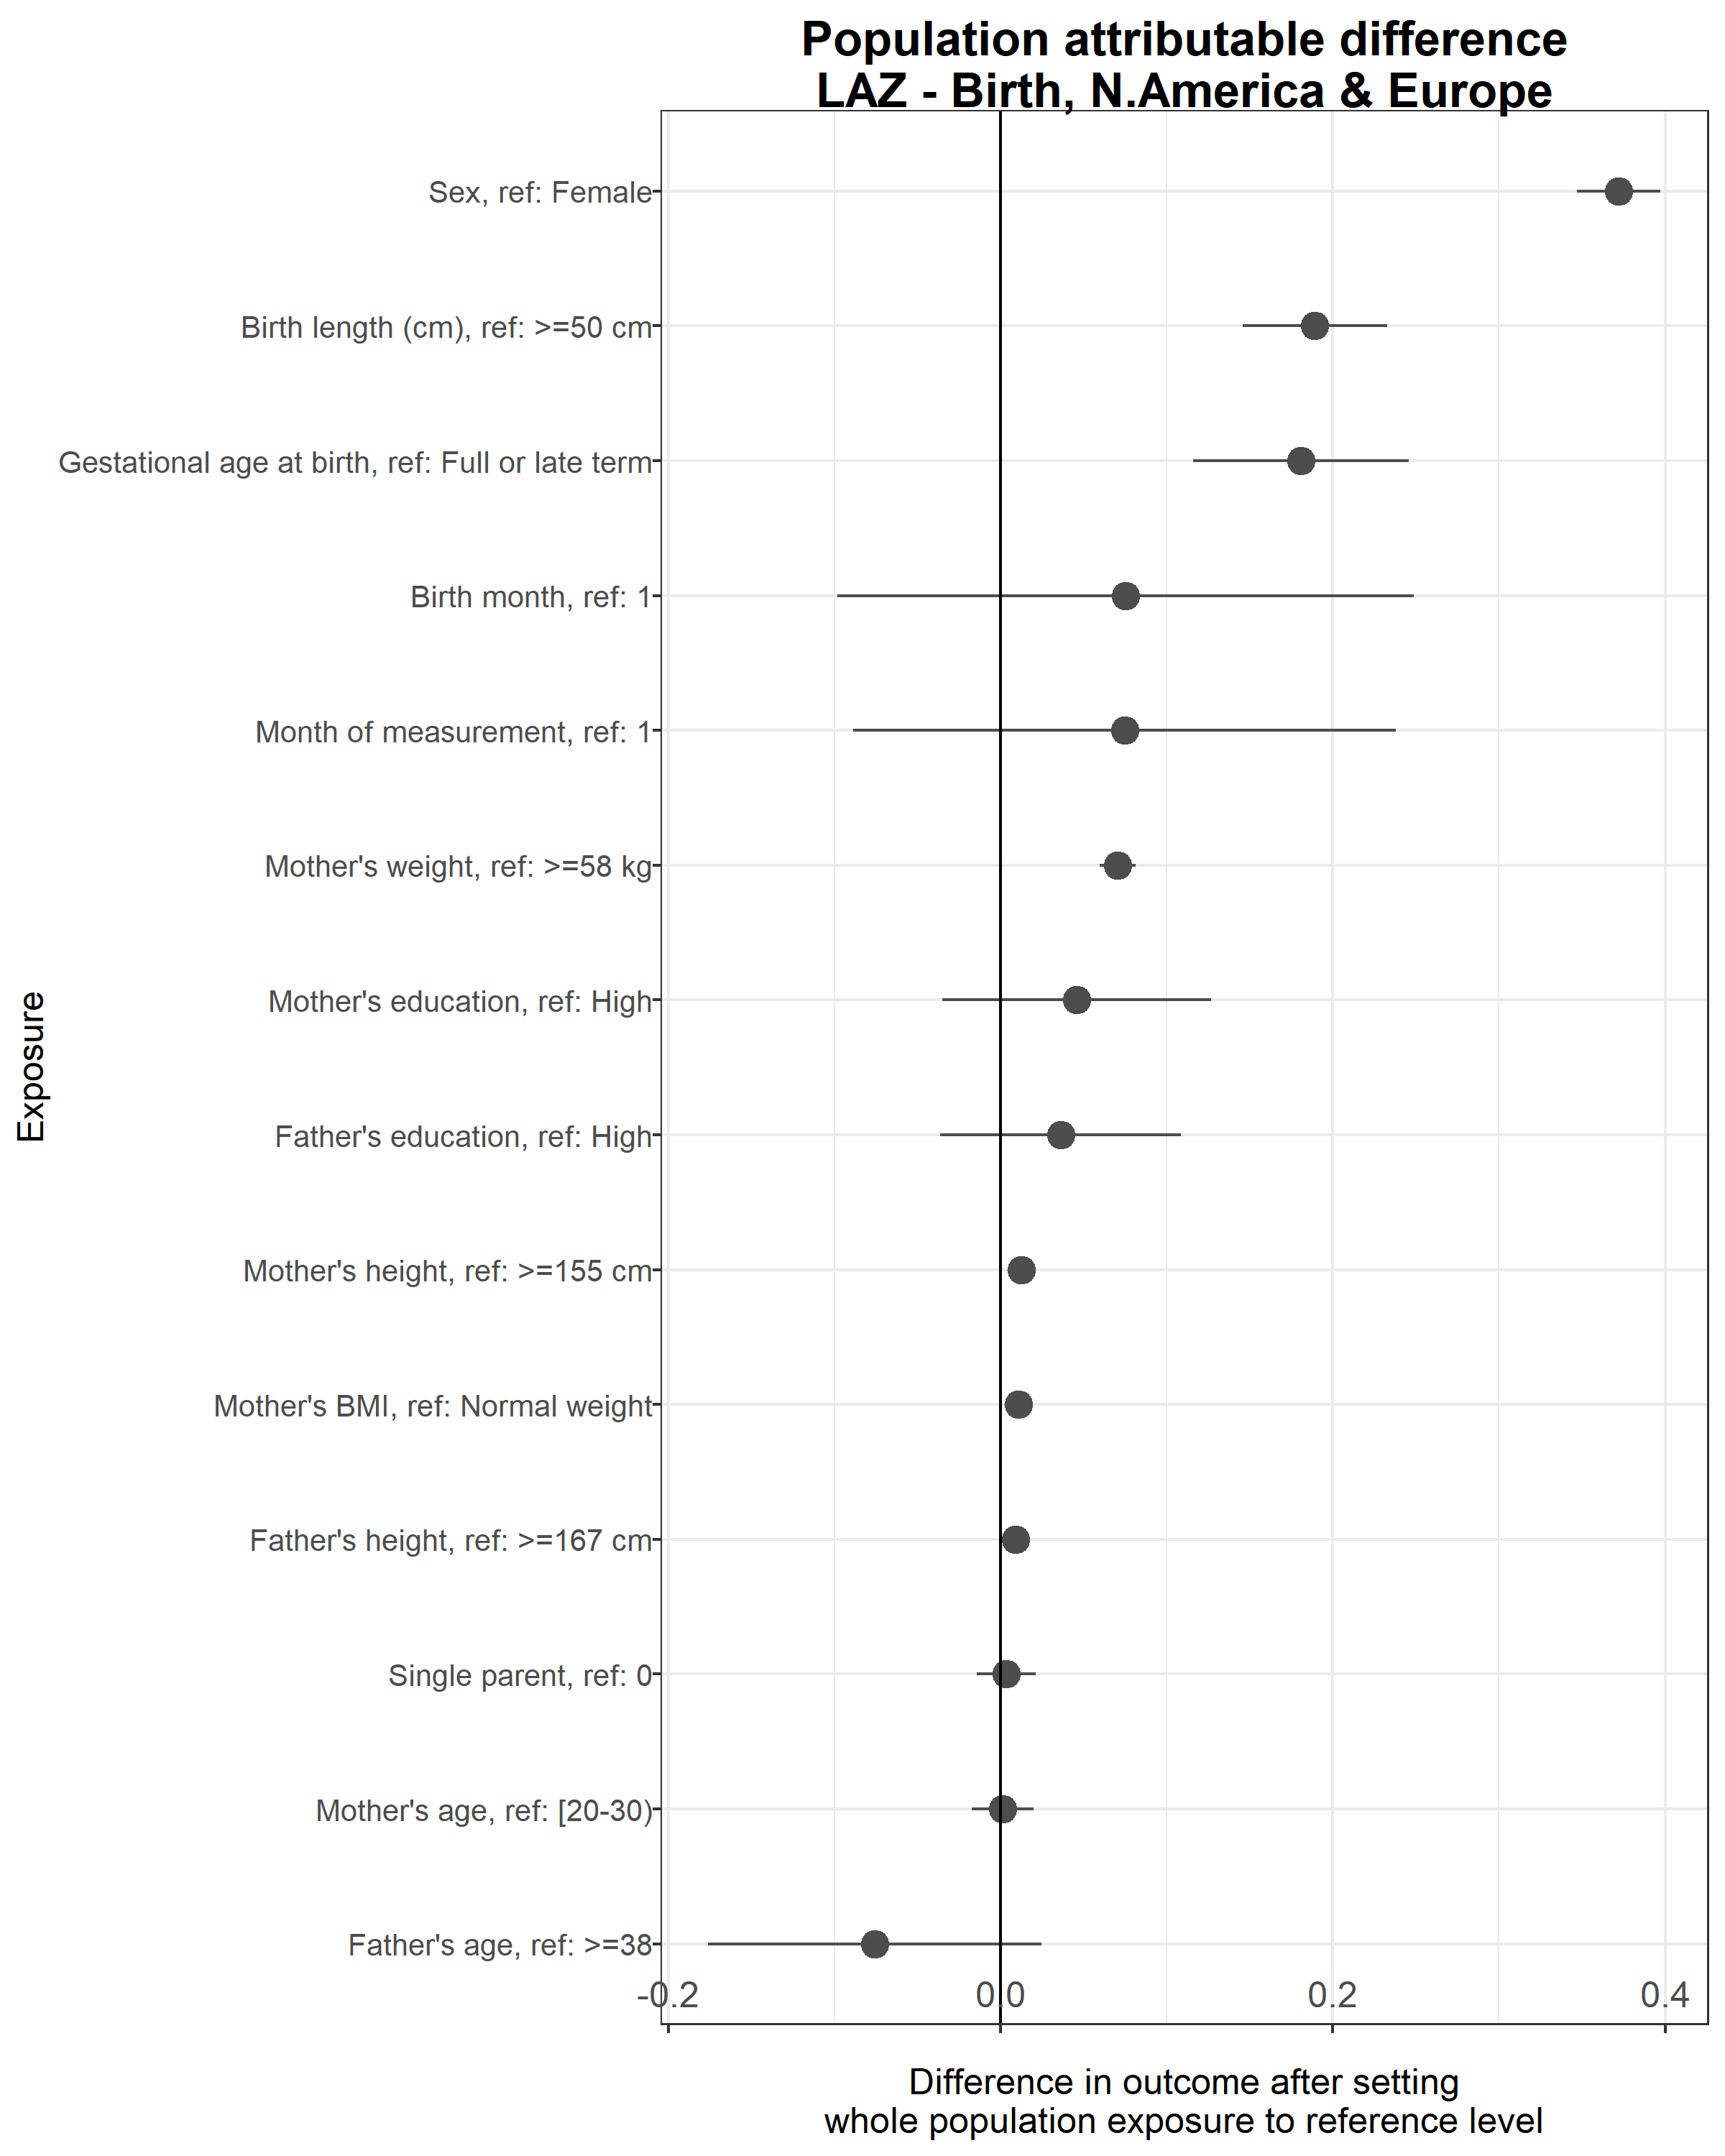 Population attributable difference
LAZ - Birth, N.America & Europe
Sex, ref: Female
Birth length (cm), ref: >=50 cm
Gestational age at birth, ref: Full or late term
Birth month, ref: 1
Month of measurement, ref: 1
Mother's weight, ref: >=58 kg
Mother's education, ref: High
Father's education, ref: High
Mother's height, ref: >=155 cm
Mother's BMI, ref: Normal weight
Father's height, ref: >=167 cm
Single parent, ref: 0
Mother's age, ref: [20-30)
Father's age, ref: >=38
Exposure
-0.2 0.0 0.2 0.4
Difference in outcome after setting
whole population exposure to reference level